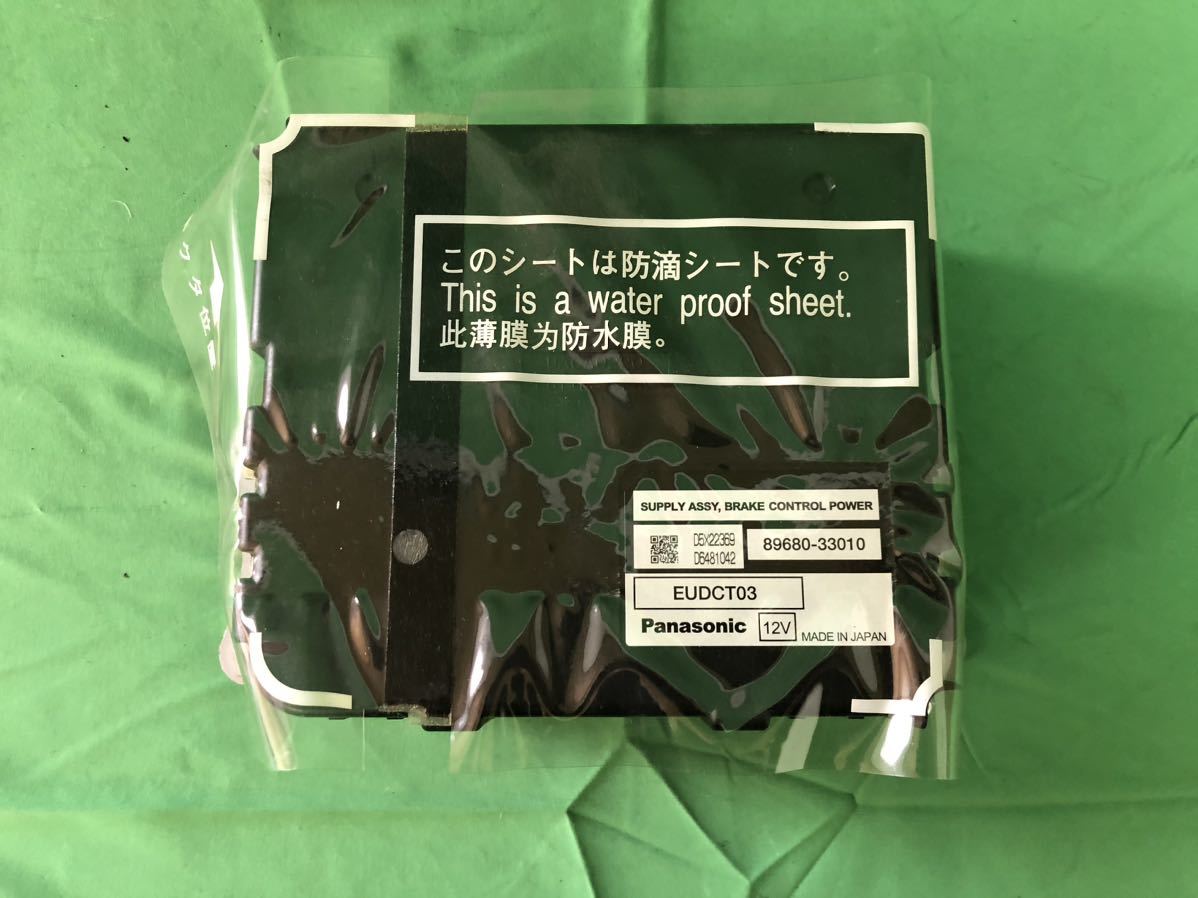 このシートは防滴シートです。
This is a water proof sheet.
此薄膜为防水膜。
SUPPLY ASSY, BRAKE CONTROL POWER
D5X22369
D6481042
89680-33010
EUDCT03
Panasonic
12V
MADE IN JAPAN